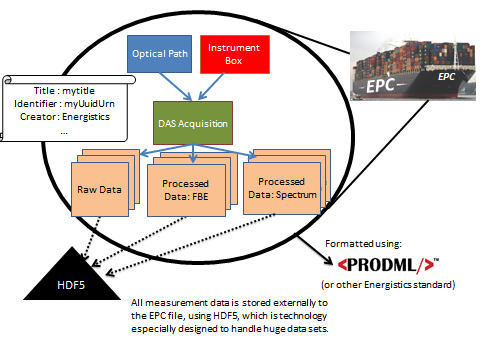 Optical Path
Instrument
Box
EPC
EPC
Title : mytitle
Identifier : myUuidUrn
Creator : Energistics
...
DAS Acquisition
Raw Data
Processed
Data: FBE
Processed
Data: Spectrum
HDF5
Formatted using:
<PRODML/>™
(or other Energistics standard)
All measurement data is stored externally to
the EPC file, using HDF5, which is technology
especially designed to handle huge data sets.